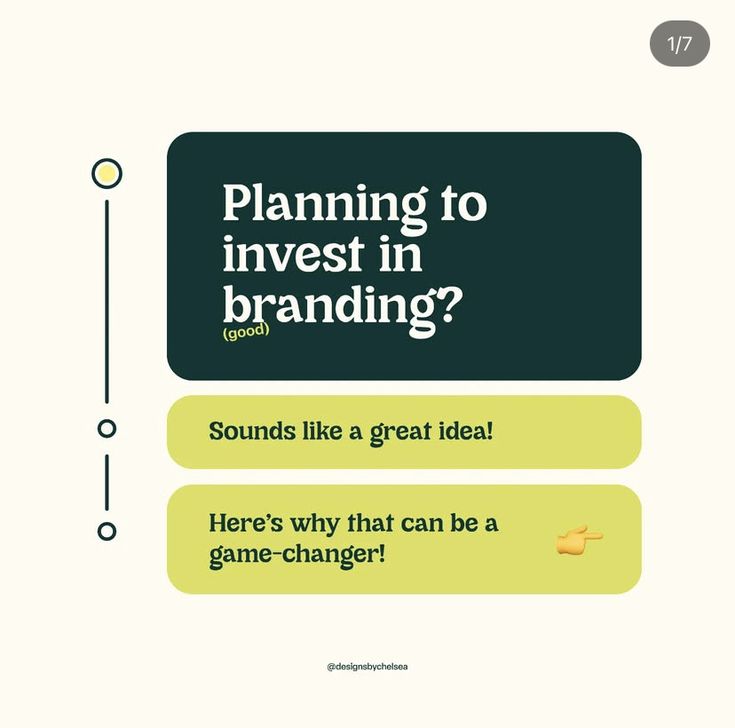 1/7
Planning to
invest in
branding?
(good)
Sounds like a great idea!
Here's why that can be a
game-changer!
@designsbychelsea